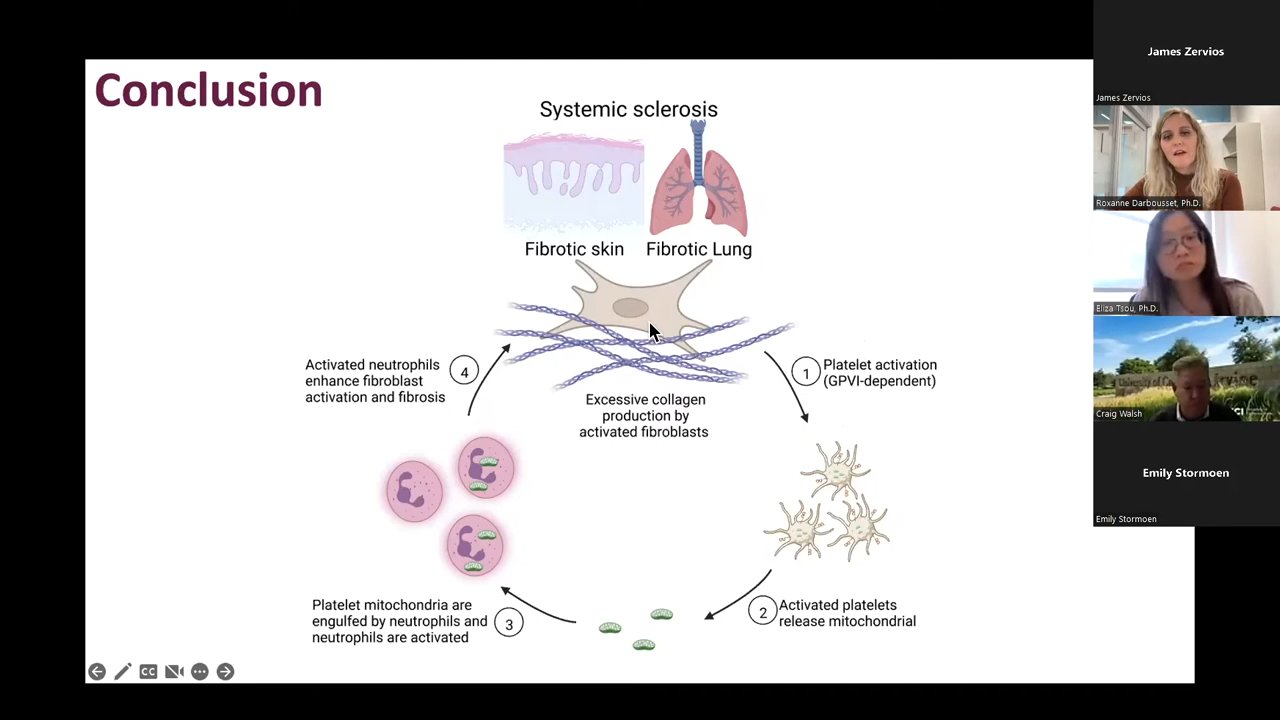 Conclusion
Systemic sclerosis
Fibrotic skin
Fibrotic Lung
Excessive collagen
production by
activated fibroblasts
1
Platelet activation
(GPVI-dependent)
2
Activated platelets
release mitochondrial
3
Platelet mitochondria are
engulfed by neutrophils and
neutrophils are activated
4
Activated neutrophils
enhance fibroblast
activation and fibrosis
CC
James Zervios
James Zervios
Roxanne Darbousset, Ph.D.
Eliza Tsou, Ph.D.
Irvine
Craig Walsh
Emily Stormoen
Emily Stormoen